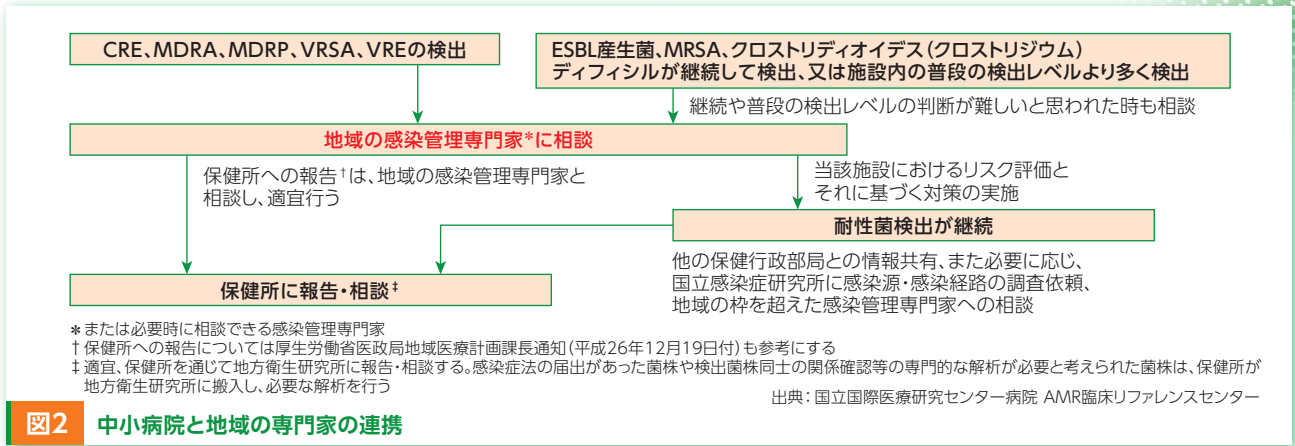 CRE、MDRA、MDRP、VRSA、VREの検出
ESBL産生菌、MRSA、クロストリディオイデス(クロストリジウム)
ディフィシルが継続して検出、又は施設内の普段の検出レベルより多く検出
継続や普段の検出レベルの判断が難しいと思われた時も相談
地域の感染管理専門家*に相談
保健所への報告†は、地域の感染管理専門家と
相談し、適宜行う
当該施設におけるリスク評価と
それに基づく対策の実施
耐性菌検出が継続
他の保健行政部局との情報共有、また必要に応じ、
国立感染症研究所に感染源・感染経路の調査依頼、
地域の枠を超えた感染管理専門家への相談
保健所に報告・相談‡
*または必要時に相談できる感染管理専門家
†保健所への報告については厚生労働省医政局地域医療計画課長通知(平成26年12月19日付)も参考にする
‡適宜、保健所を通じて地方衛生研究所に報告・相談する。感染症法の届出があった菌株や検出菌株同士の関係確認等の専門的な解析が必要と考えられた菌株は、保健所が
地方衛生研究所に搬入し、必要な解析を行う
出典:国立国際医療研究センター病院 AMR臨床リファレンスセンター
図2 中小病院と地域の専門家の連携